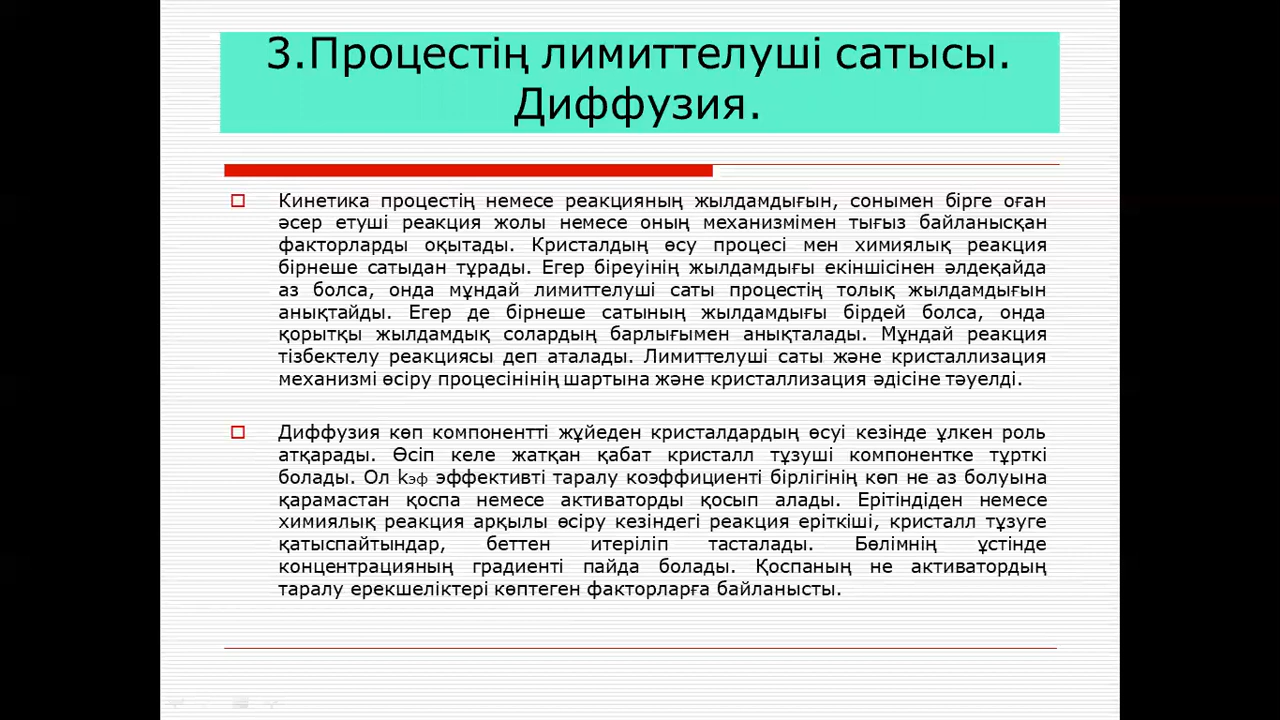 3.Процестің лимиттелуші сатысы.
Диффузия.
Кинетика процестің немесе реакцияның жылдамдығын, сонымен бірге оған
әсер етуші реакция жолы немесе оның механизмімен тығыз байланысқан
факторларды оқытады. Кристалдың өсу процесі мен химиялық реакция
бірнеше сатыдан тұрады. Егер біреуінің жылдамдығы екіншісінен әлдеқайда
аз болса, онда мұндай лимиттелуші саты процестің толық жылдамдығын
анықтайды. Егер де бірнеше сатының жылдамдығы бірдей болса, онда
қорытқы жылдамдық солардың барлығымен анықталады. Мұндай реакция
тізбектелу реакциясы деп аталады. Лимиттелуші саты және кристаллизация
механизмі өсіру процесінінің шартына және кристаллизация әдісіне тәуелді.
Диффузия көп компонентті жұйеден кристалдардың өсуі кезінде ұлкен роль
атқарады. Өсіп келе жатқан қабат кристалл тұзуші компонентке тұрткі
болады. Ол kэф эффективті таралу коэффициенті бірлігінің көп не аз болуына
қарамастан қоспа немесе активаторды қосып алады. Ерітіндіден немесе
химиялық реакция арқылы өсіру кезіндегі реакция еріткіші, кристалл тұзуге
қатыспайтындар, беттен итеріліп тасталады. Бөлімнің ұстінде
концентрацияның градиенті пайда болады. Қоспаның не активатордың
таралу ерекшеліктері көптеген факторларға байланысты.